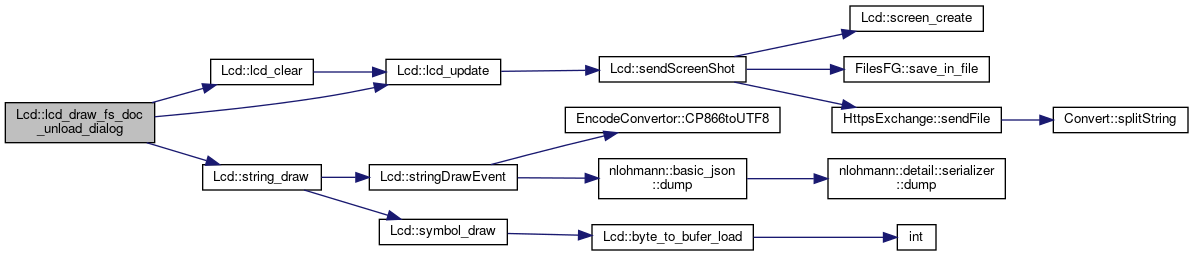 Lcd::lcd_draw_fs_doc
_unload_dialog
Lcd::lcd_clear
Lcd::lcd_update
Lcd::sendScreenShot
Lcd::screen_create
FilesFG::save_in_file
HttpsExchange::sendFile
Convert::splitString
Lcd::string_draw
Lcd::stringDrawEvent
EncodeConvertor::CP866toUTF8
nlohmann::basic_json
::dump
nlohmann::detail::serializer
::dump
Lcd::symbol_draw
Lcd::byte_to_bufer_load
int